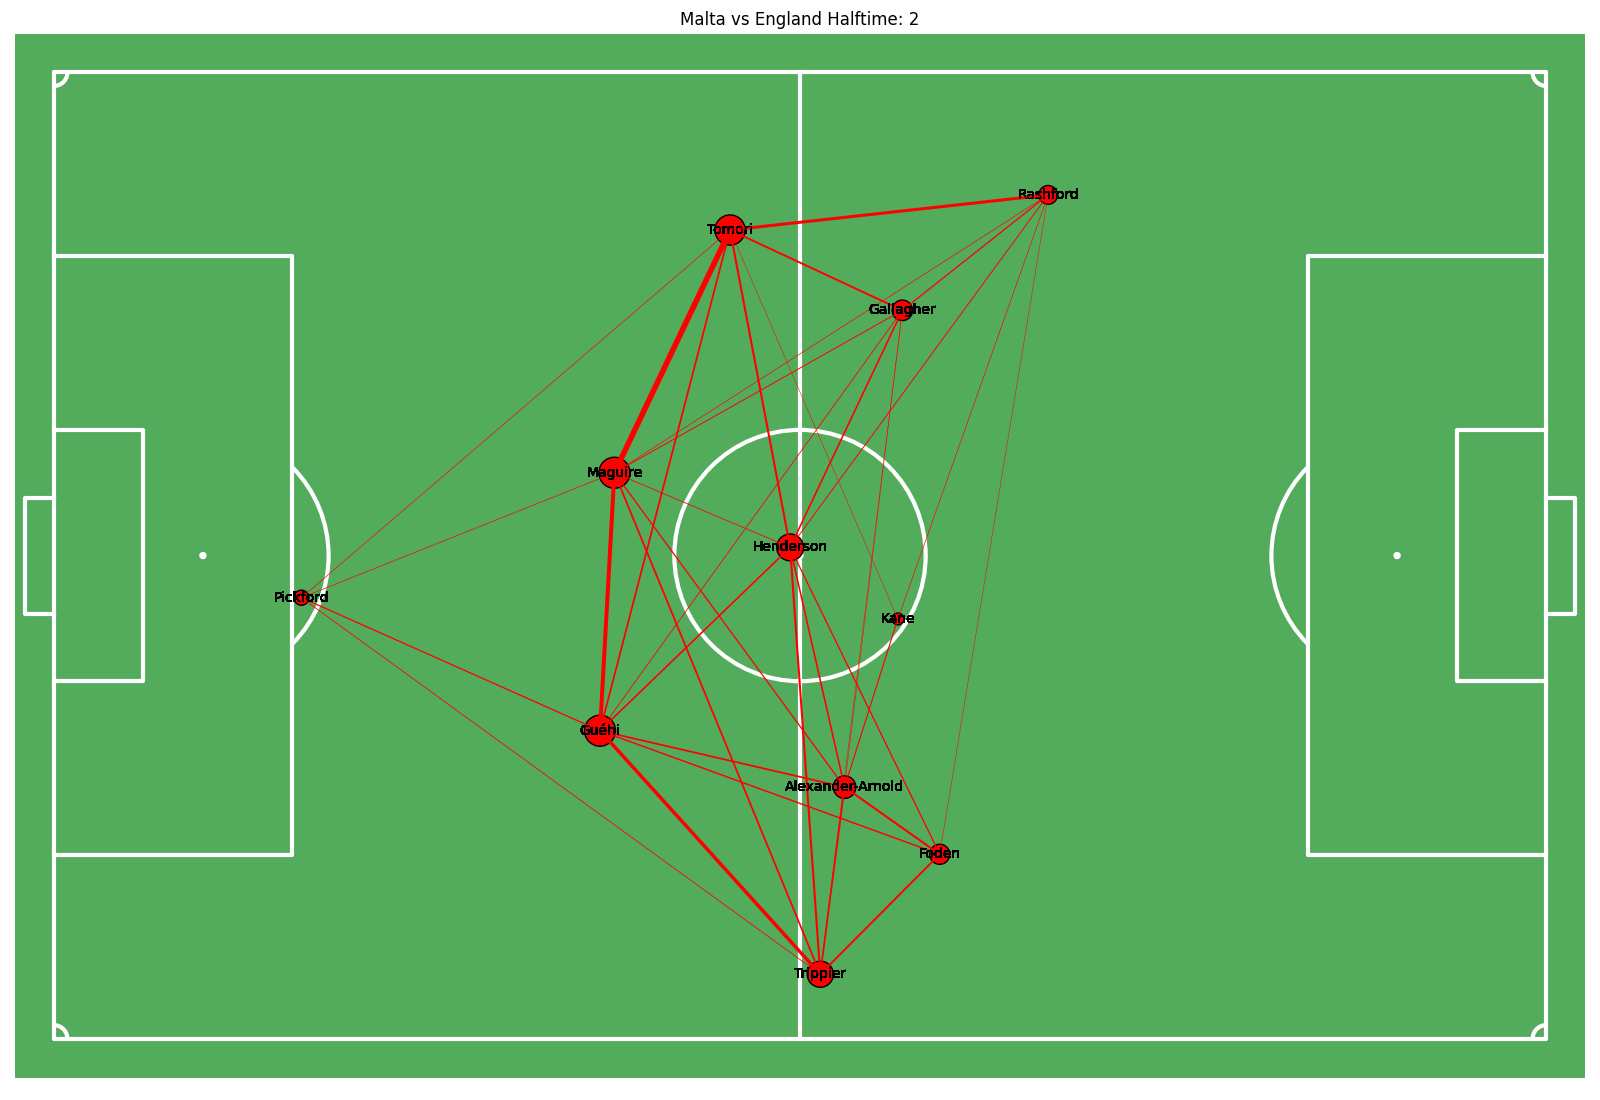 Malta vs England Halftime: 2
Rashford
Tomori
Gallagher
Maguire
Henderson
Pickford
Kane
Guéhi
Alexander-Arnold
Foden
Trippier